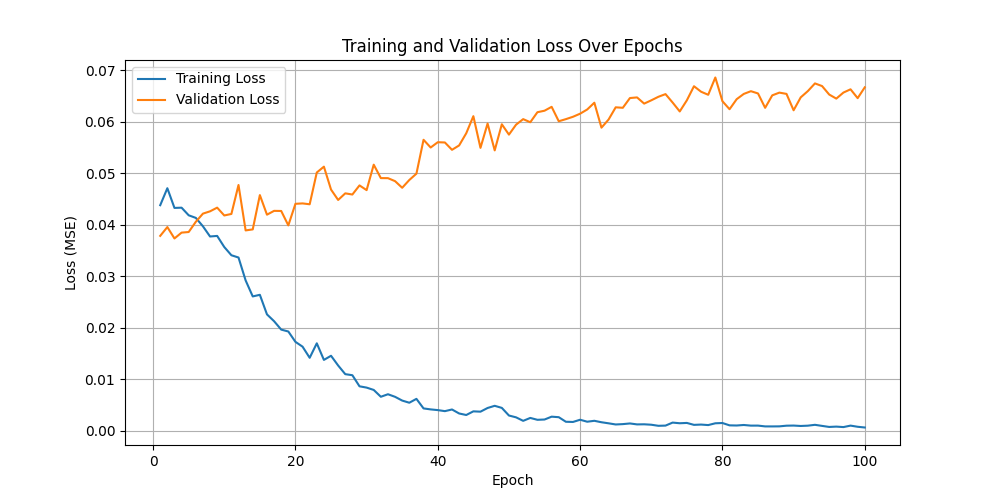 Training and Validation Loss Over Epochs
Training Loss
Validation Loss
0.07
0.06
0.05
0.04
0.03
0.02
0.01
0.00
Loss (MSE)
0
20
40
60
80
100
Epoch